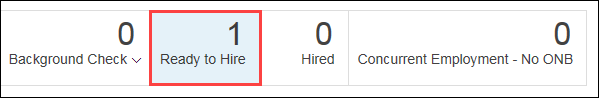 0 1 0 0
Background Check Ready to Hire Hired Concurrent Employment - No ONB